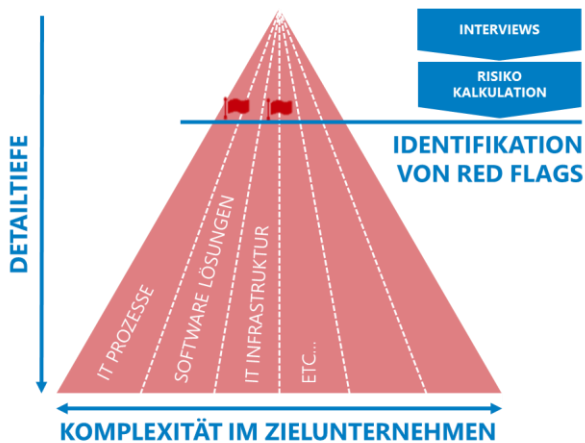 INTERVIEWS
RISIKO
KALKULATION
IDENTIFIKATION
VON RED FLAGS
DETAILTIEFE
IT PROZESSE
SOFTWARE LÖSUNGEN
IT INFRASTRUKTUR
ETC...
KOMPLEXITÄT IM ZIELUNTERNEHMEN